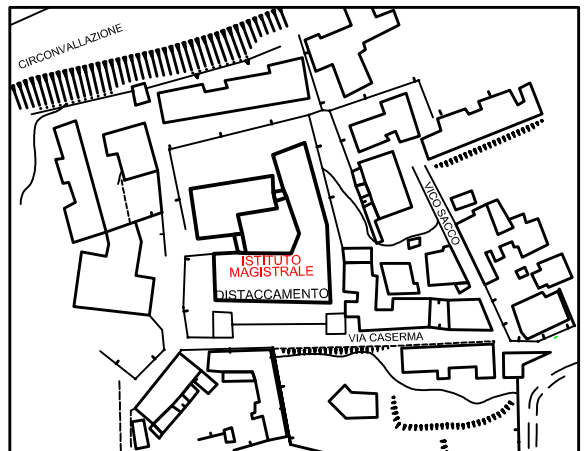 CIRCONVALLAZIONE
VICO SACCO
ISTITUTO
MAGISTRALE
DISTACCAMENTO
VIA CASERMA